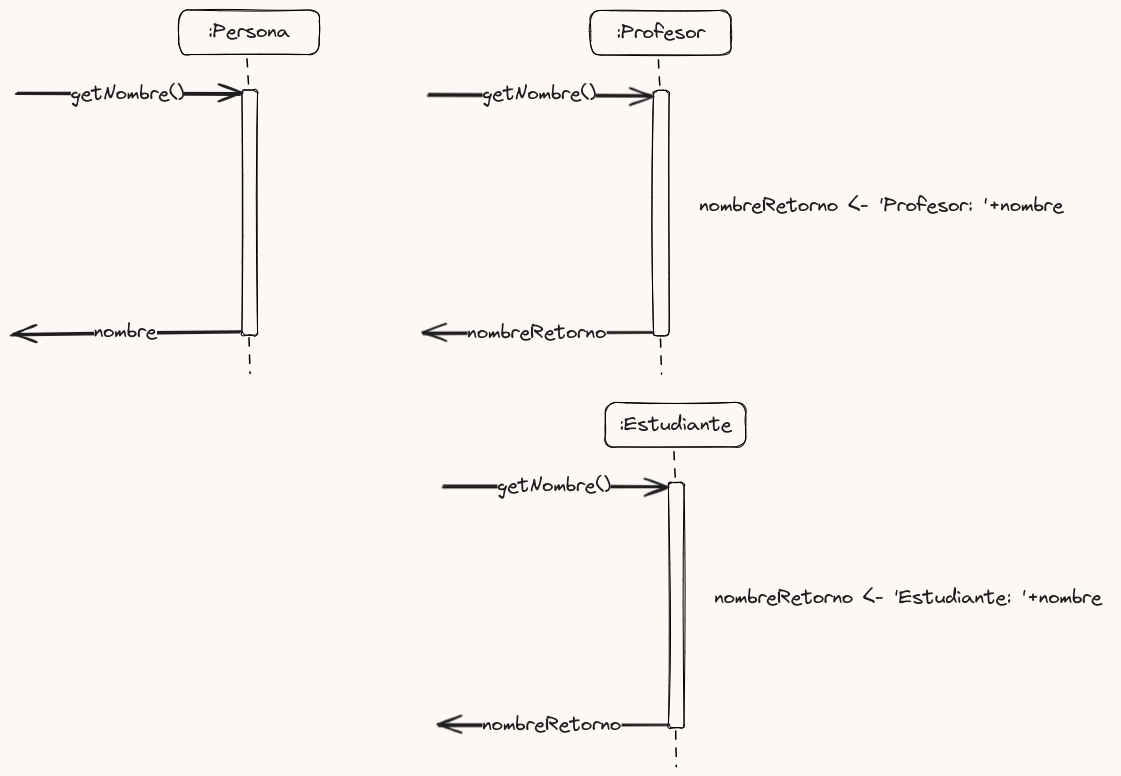 :Persona
:Profesor
getNombre()
getNombre()
nombreRetorno <- 'Profesor: '+nombre
nombre
nombreRetorno
:Estudiante
getNombre()
nombreRetorno <- 'Estudiante: '+nombre
nombreRetorno